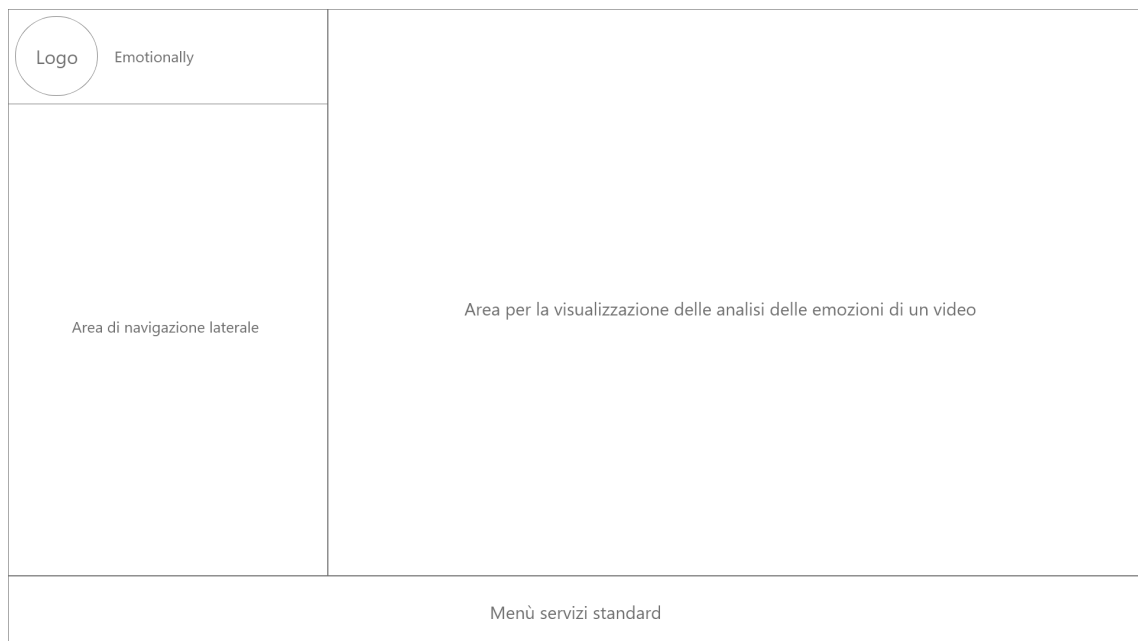 Logo
Emotionally
Area di navigazione laterale
Area per la visualizzazione delle analisi delle emozioni di un video
Menù servizi standard